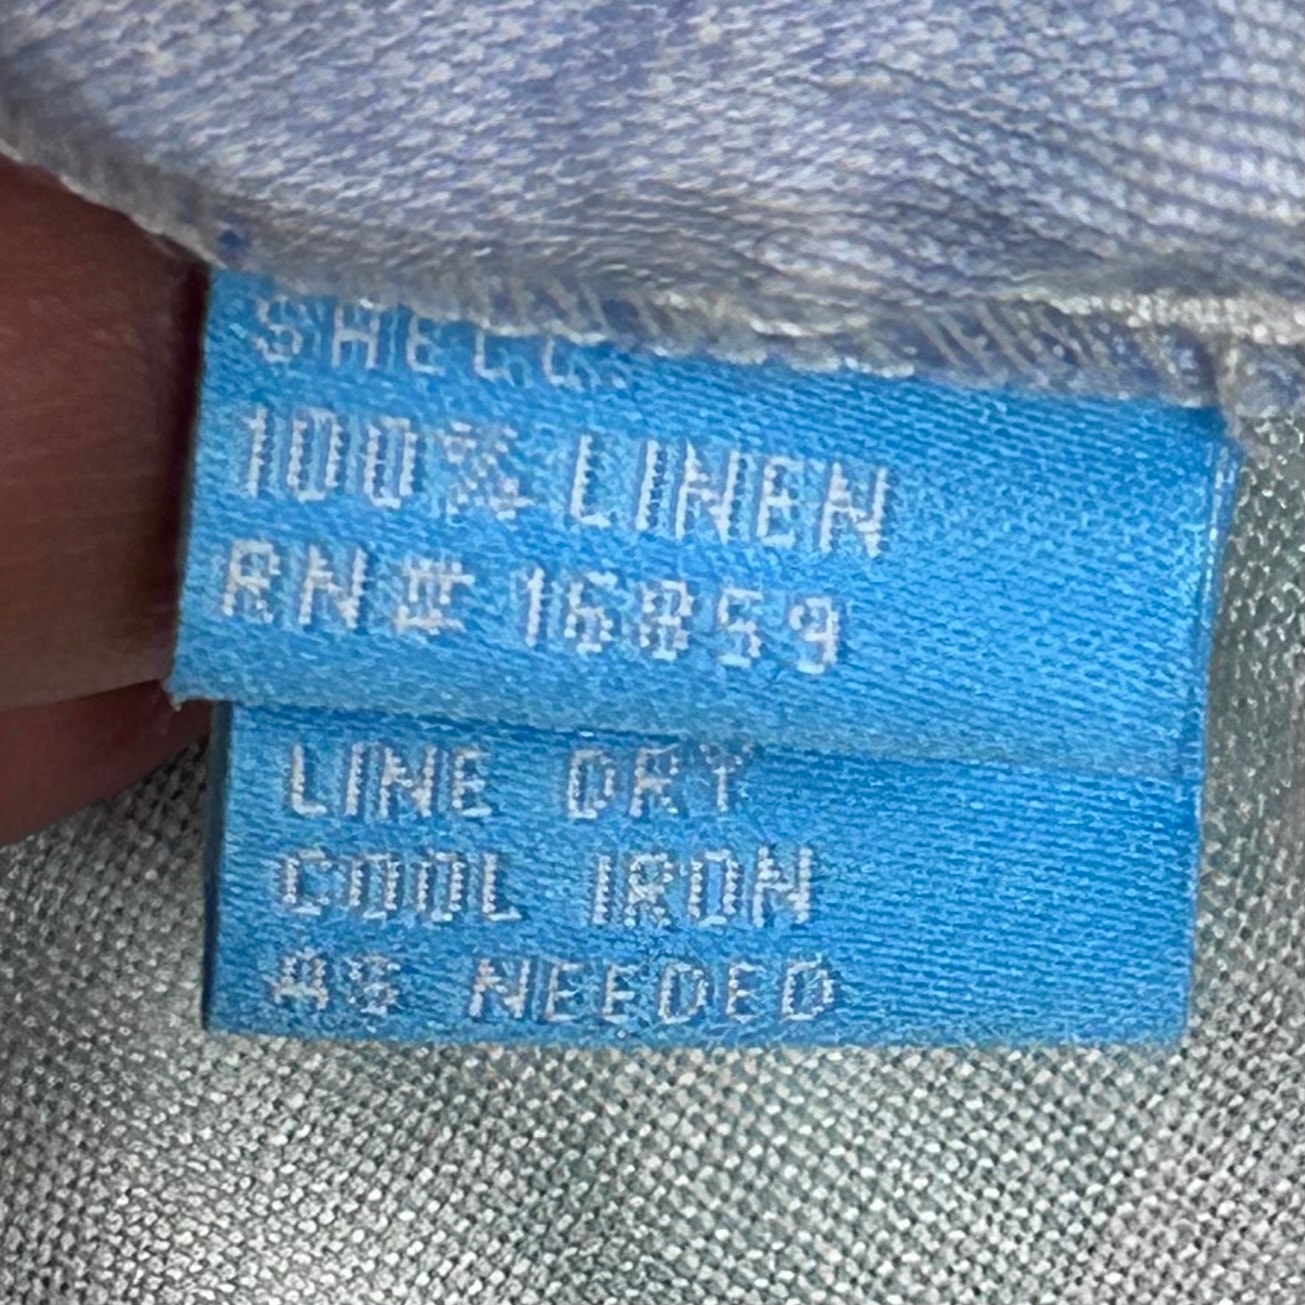 SHELL:
100% LINEN
RN# 16859
LINE DRY
COOL IRON
AS NEEDED